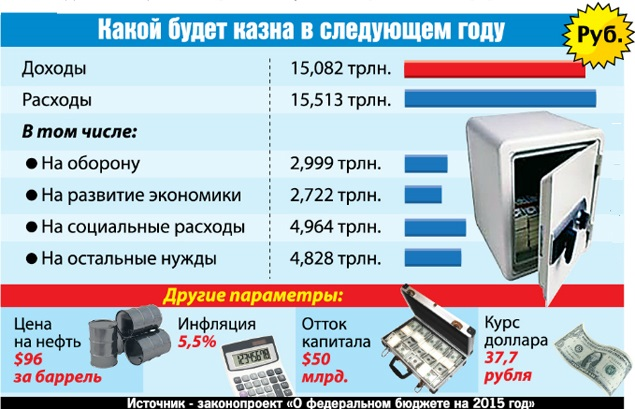 Какой будет казна в следующем году
Руб.
Доходы 15,082 трлн.
Расходы 15,513 трлн.
В том числе:
● На оборону 2,999 трлн.
● На развитие экономики 2,722 трлн.
● На социальные расходы 4,964 трлн.
● На остальные нужды 4,828 трлн.
Другие параметры:
Цена
на нефть
$96
за баррель
Инфляция
5,5%
Отток
капитала
$50
млрд.
Курс
доллара
37,7
рубля
Источник - законопроект «О федеральном бюджете на 2015 год»